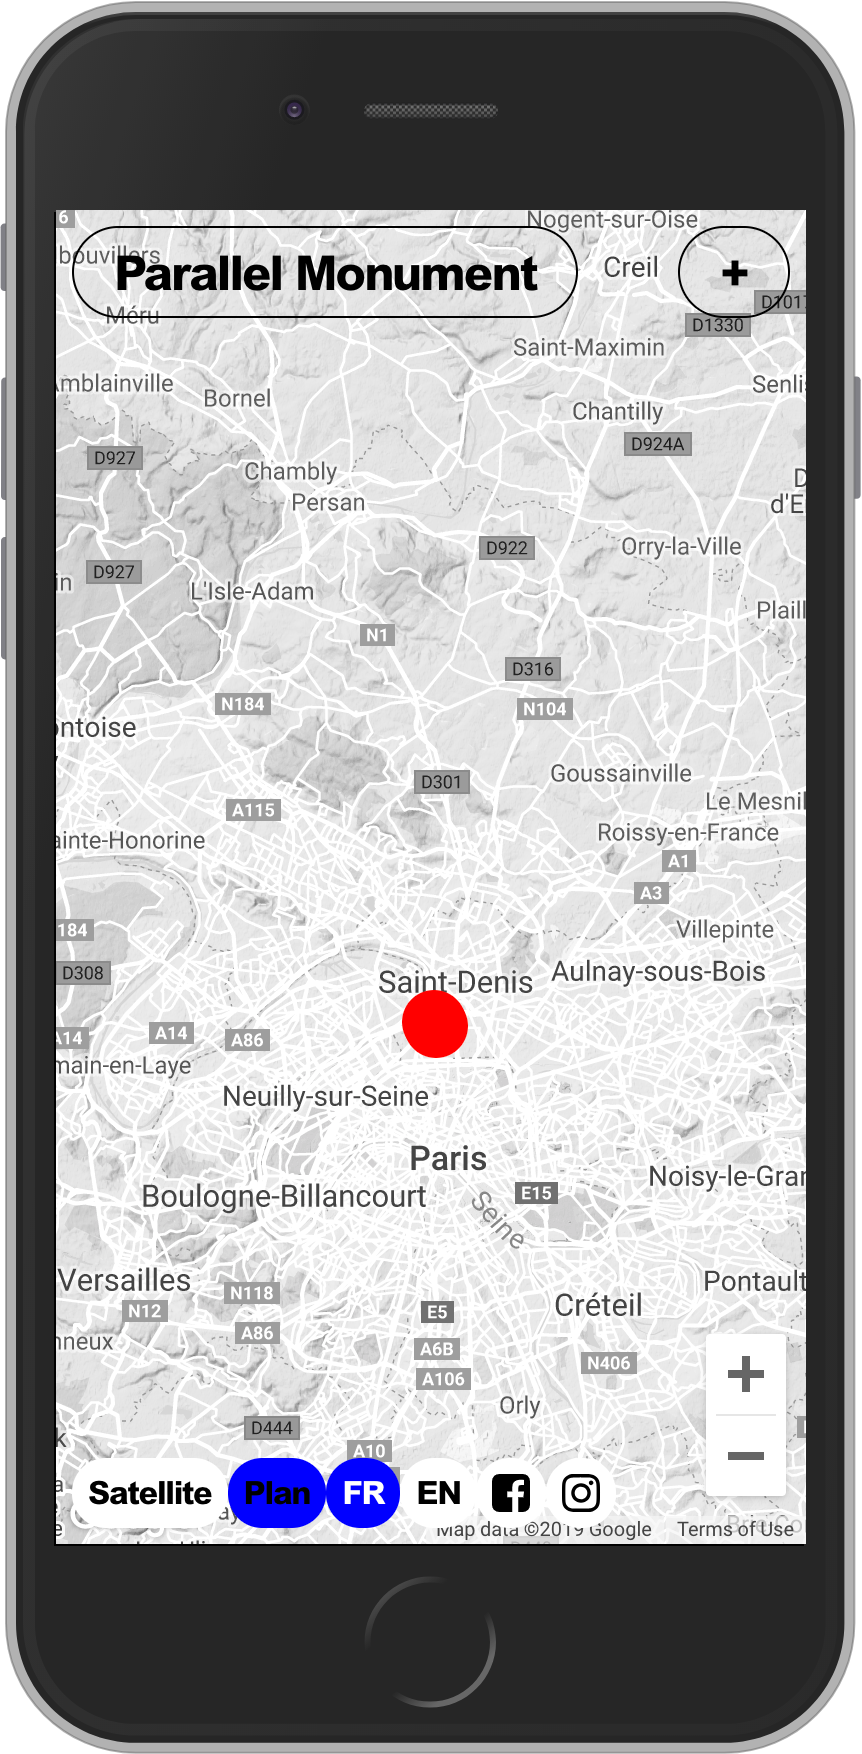 6
Nogent-sur-Oise
bouvillers
Parallel Monument
Creil
+
D1017
Méru
D1330
Saint-Maximin
Amblainville
Senlis
Bornel
Chantilly
D924A
D927
Chambly
Persan
D
d'E
D922
Orry-la-Ville
D927
in
L'Isle-Adam
Plaill
N1
D316
N184
N104
ontoise
Goussainville
D301
Le Mesnil
A115
Roissy-en-France
ainte-Honorine
A1
A3
184
Villepinte
D308
Saint-Denis
Aulnay-sous-Bois
A14
A14
A86
main-en-Laye
Neuilly-sur-Seine
Paris
Noisy-le-Gran
Boulogne-Billancourt
E15
Seine
Versailles
N118
Pontault
N12
E5
Créteil
A86
nneux
A6B
N406
A106
Orly
D444
A10
Satellite
Plan
FR
EN
Map data ©2019 Google
Terms of Use